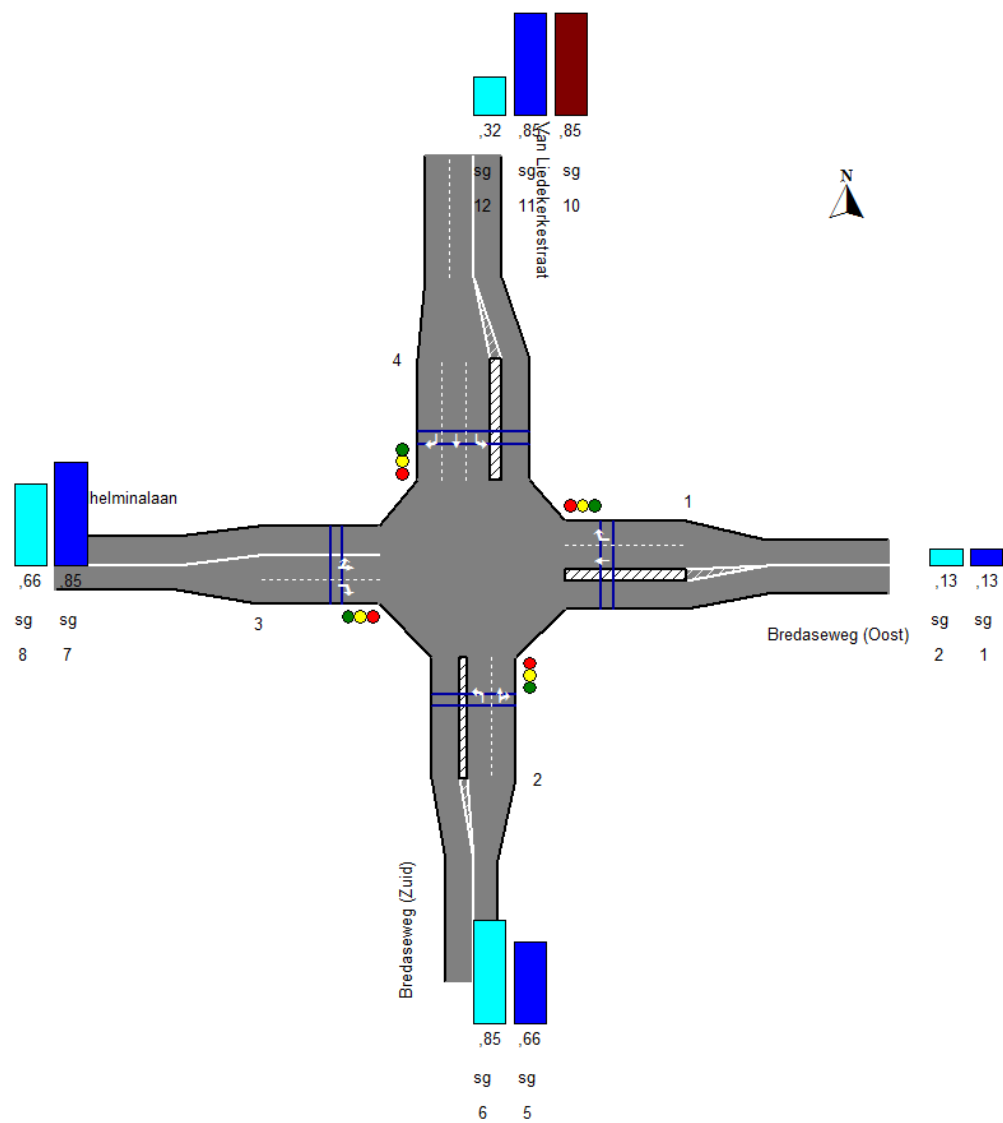 ,32 ,85 ,85
sg sg sg
12 11 10
Van Liedekerkestraat
N
4
1
helminalaan
,66 ,85
sg sg
8 7
3
,13 ,13
sg sg
2 1
Bredaseweg (Oost)
2
Bredaseweg (Zuid)
,85 ,66
sg sg
6 5